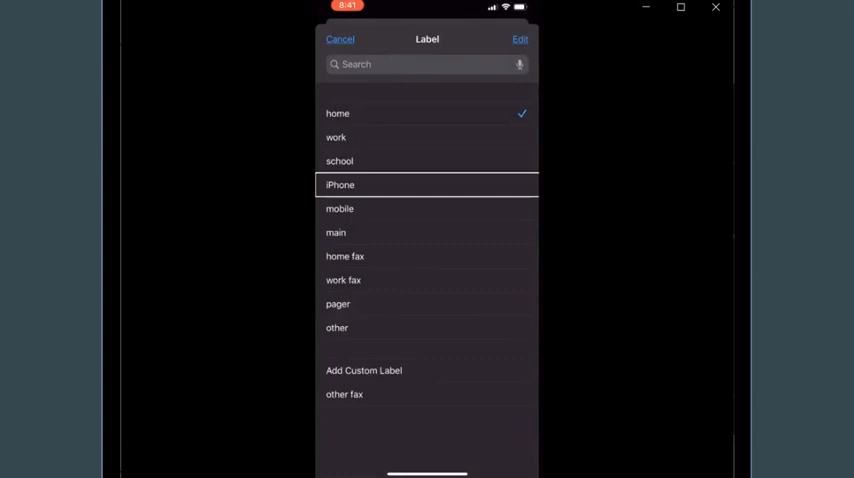 8:41
Cancel Label Edit
Search
home
work
school
iPhone
mobile
main
home fax
work fax
pager
other
Add Custom Label
other fax